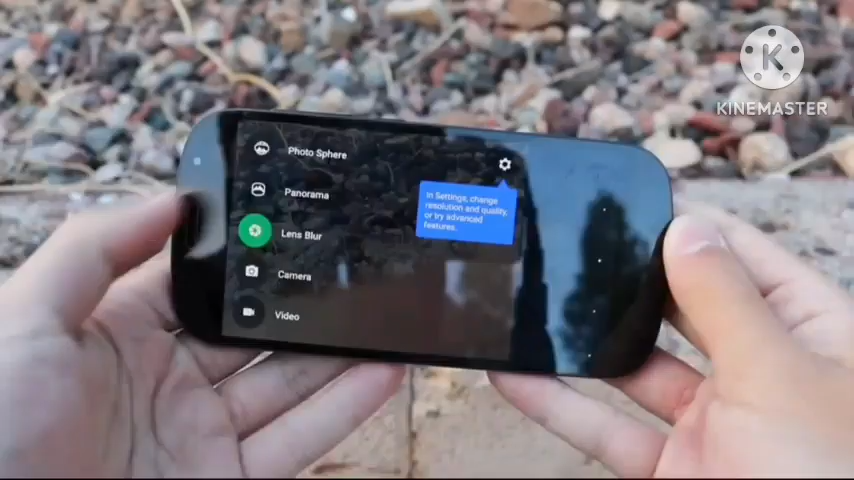 K
KINEMASTER
Photo Sphere
Panorama
In Settings, change
resolution and quality,
or try advanced
features.
Lens Blur
Camera
Video